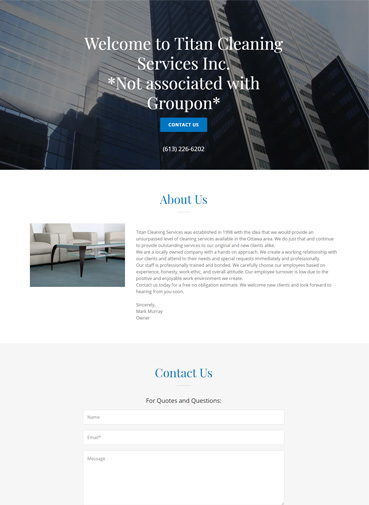 Welcome to Titan Cleaning
Services Inc.
*Not associated with
Groupon*
CONTACT US
(613) 226-6202
About Us
Titan Cleaning Services was established in 1998 with the idea that we would provide an
unsurpassed level of cleaning services available in the Ottawa area. We do just that and continue
to provide outstanding services to our original and new clients alike.
We are a locally owned company with a hands on approach. We create a working relationship with
our clients and attend to their needs and special requests immediately and professionally.
Our staff is professionally trained and bonded. We carefully choose our employees based on
experience, honesty, work ethic, and overall attitude. Our employee turnover is low due to the
positive and enjoyable work environment we create.
Contact us today for a free no obligation estimate. We welcome new clients and look forward to
hearing from you soon.
Sincerely,
Mark Murray
Owner
Contact Us
For Quotes and Questions:
Name
Email*
Message